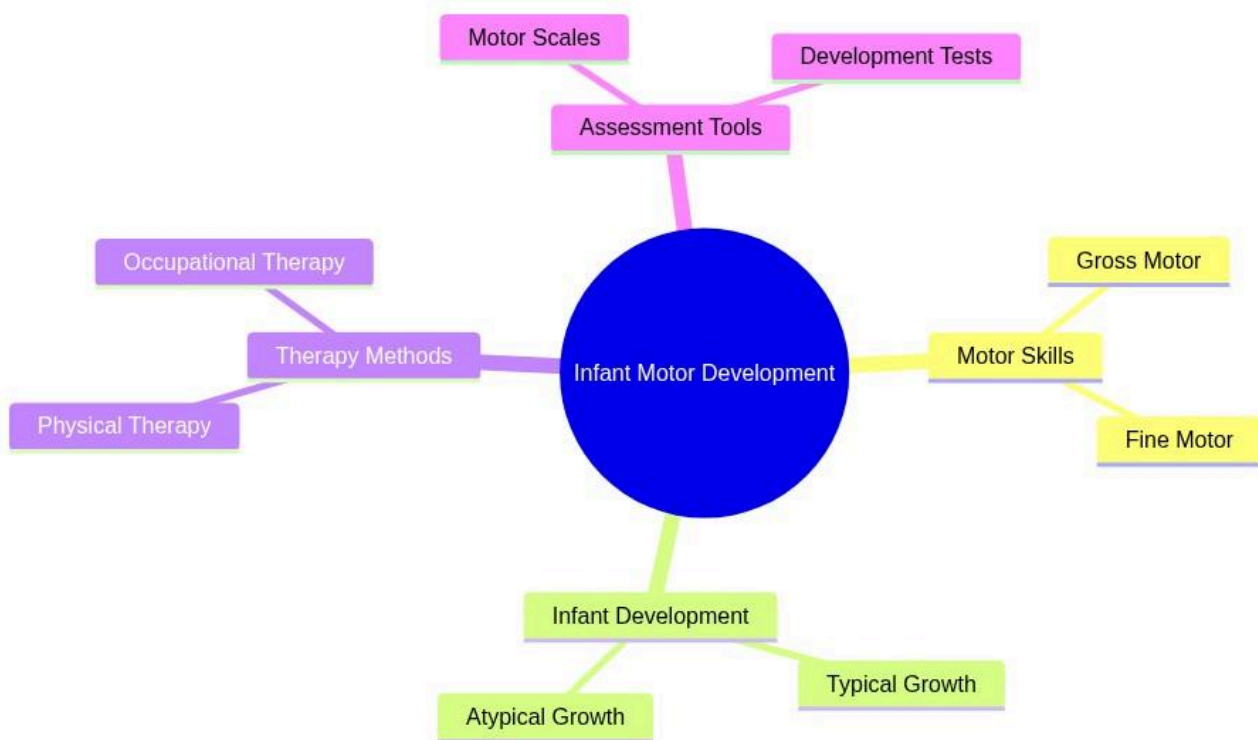 Motor Scales
Development Tests
Assessment Tools
Occupational Therapy
Gross Motor
Therapy Methods
Infant Motor Development
Motor Skills
Physical Therapy
Fine Motor
Infant Development
Typical Growth
Atypical Growth